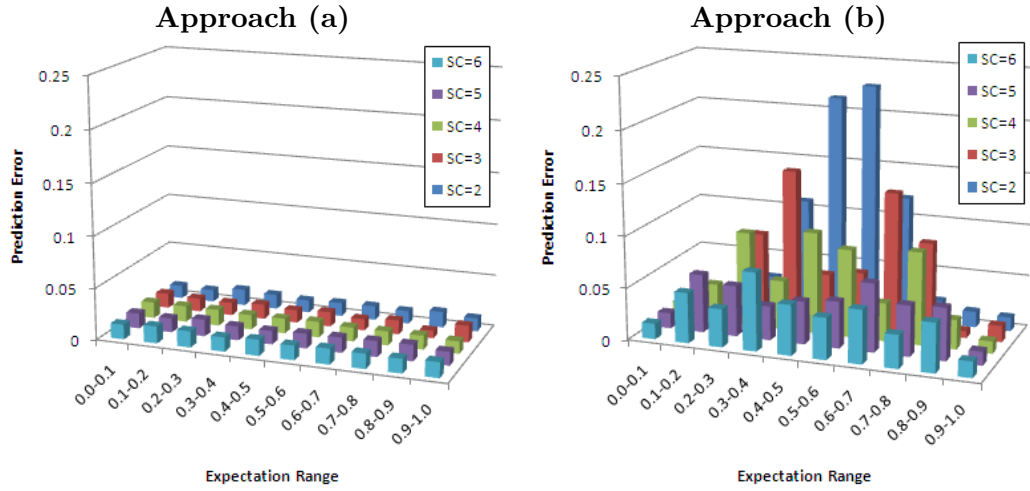 Approach (a)
0.25
0.2
0.15
0.1
0.05
0
Prediction Error
SC=6
SC=5
SC=4
SC=3
SC=2
0.0-0.1
0.1-0.2
0.2-0.3
0.3-0.4
0.4-0.5
0.5-0.6
0.6-0.7
0.7-0.8
0.8-0.9
0.9-1.0
Expectation Range
Approach (b)
0.25
0.2
0.15
0.1
0.05
0
Prediction Error
SC=6
SC=5
SC=4
SC=3
SC=2
0.0-0.1
0.1-0.2
0.2-0.3
0.3-0.4
0.4-0.5
0.5-0.6
0.6-0.7
0.7-0.8
0.8-0.9
0.9-1.0
Expectation Range